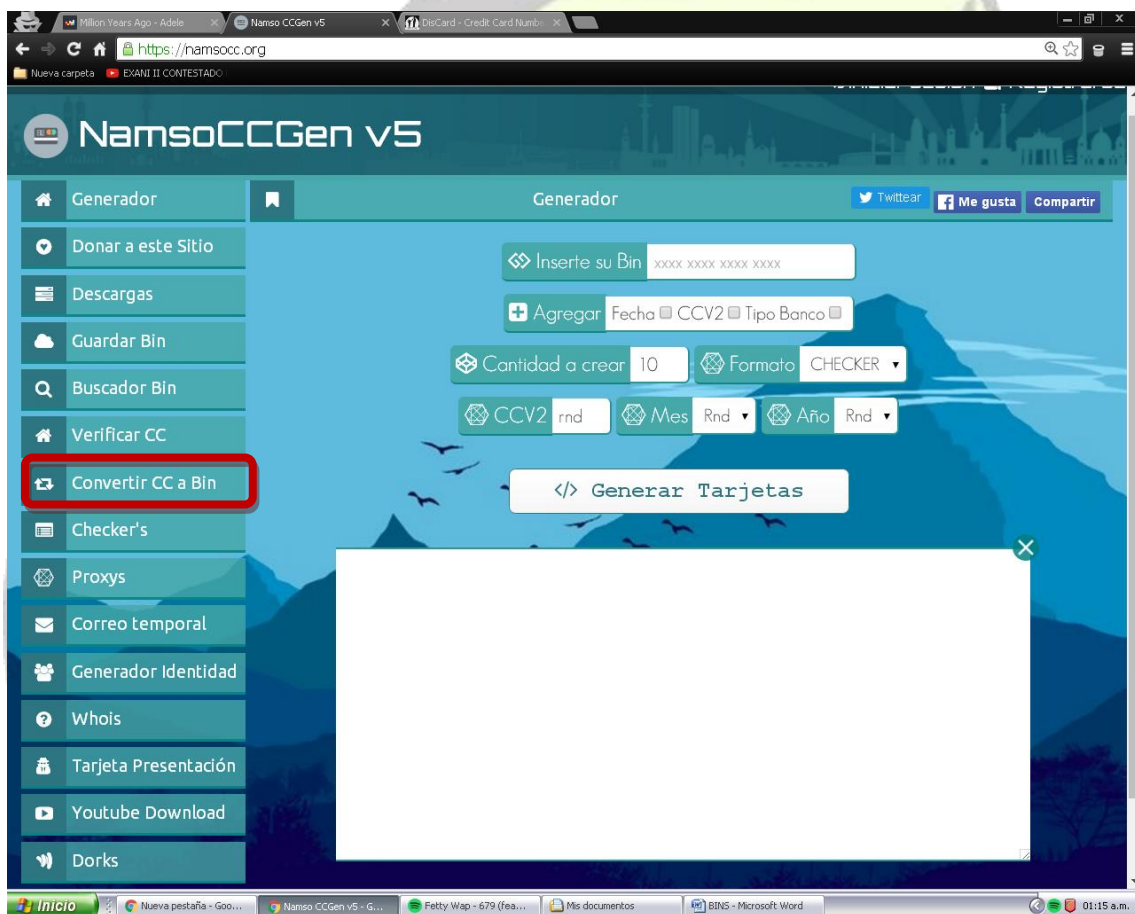 Million Years Ago - Adele
Namso CCGen v5
DisCard - Credit Card Numbe
https://namsocc.org
Nueva carpeta
EXANI II CONTESTADO
NamsoCCGen v5
Generador
Donar a este Sitio
Descargas
Guardar Bin
Buscador Bin
Verificar CC
Convertir CC a Bin
Checker's
Proxys
Correo temporal
Generador Identidad
Whois
Tarjeta Presentación
Youtube Download
Dorks
Generador
Twittear
Me gusta
Compartir
Inserte su Bin xxxx xxxx xxxx xxxx
Agregar Fecha CCV2 Tipo Banco
Cantidad a crear 10 Formato CHECKER
CCV2 rnd Mes Rnd Año Rnd
</> Generar Tarjetas
Inicio
Nueva pestaña - Goo...
Namso CCGen v5 - G...
Fetty Wap - 679 (fea...
Mis documentos
BINS - Microsoft Word
01:15 a.m.